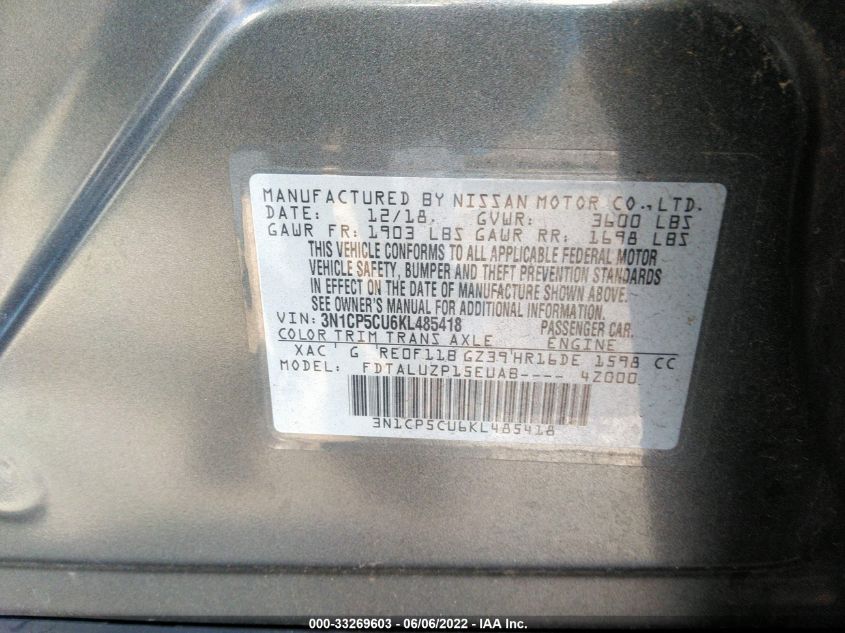 MANUFACTURED BY NISSAN MOTOR CO., LTD.
DATE: 12/18. GVWR: 3600 LBS
GAWR FR: 1903 LBS GAWR RR: 1698 LBS
THIS VEHICLE CONFORMS TO ALL APPLICABLE FEDERAL MOTOR
VEHICLE SAFETY, BUMPER AND THEFT PREVENTION STANDARDS
IN EFFECT ON THE DATE OF MANUFACTURE SHOWN ABOVE.
SEE OWNER'S MANUAL FOR ADDITIONAL INFORMATION
VIN: 3N1CP5CU6KL485418 PASSENGER CAR.
COLOR TRIM TRANS AXLE ENGINE
XAC G RE0F11B GZ39 HR16DE 1598 CC
MODEL: FDTALUZP15EUAB---- 4Z000
3N1CP5CU6KL485418
000-33269603 - 06/06/2022 - IAA Inc.